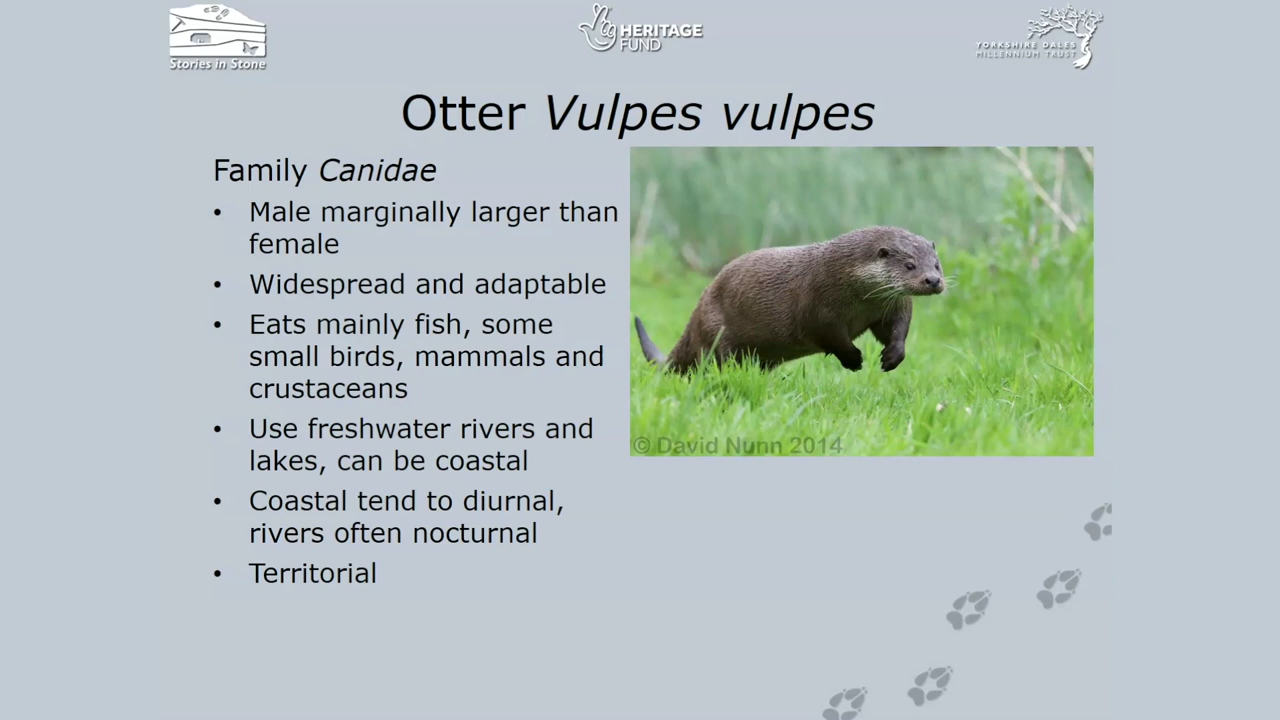 Stories in Stone
HERITAGE
FUND
YORKSHIRE DALES
MILLENNIUM TRUST
Otter Vulpes vulpes
Family Canidae
• Male marginally larger than
female
• Widespread and adaptable
• Eats mainly fish, some
small birds, mammals and
crustaceans
• Use freshwater rivers and
lakes, can be coastal
• Coastal tend to diurnal,
rivers often nocturnal
• Territorial
© David Nunn 2014